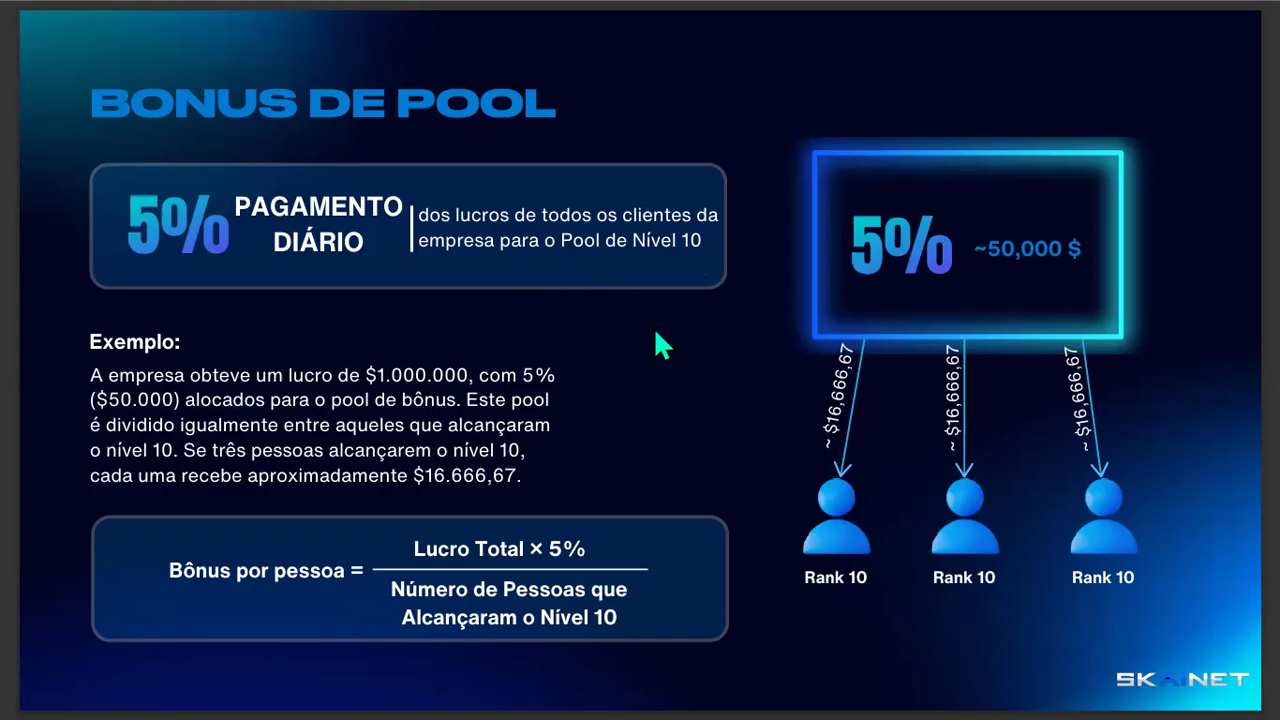 BONUS DE POOL
5% PAGAMENTO DIÁRIO
dos lucros de todos os clientes da
empresa para o Pool de Nível 10
Exemplo:
A empresa obteve um lucro de $1.000.000, com 5%
($50.000) alocados para o pool de bônus. Este pool
é dividido igualmente entre aqueles que alcançaram
o nível 10. Se três pessoas alcançarem o nível 10,
cada uma recebe aproximadamente $16.666,67.
Bônus por pessoa =
Lucro Total × 5%
Número de Pessoas que
Alcançaram o Nível 10
5% ~50,000 $
~ $16,666,67
~ $16,666,67
~ $16,666,67
Rank 10
Rank 10
Rank 10
SKAINET